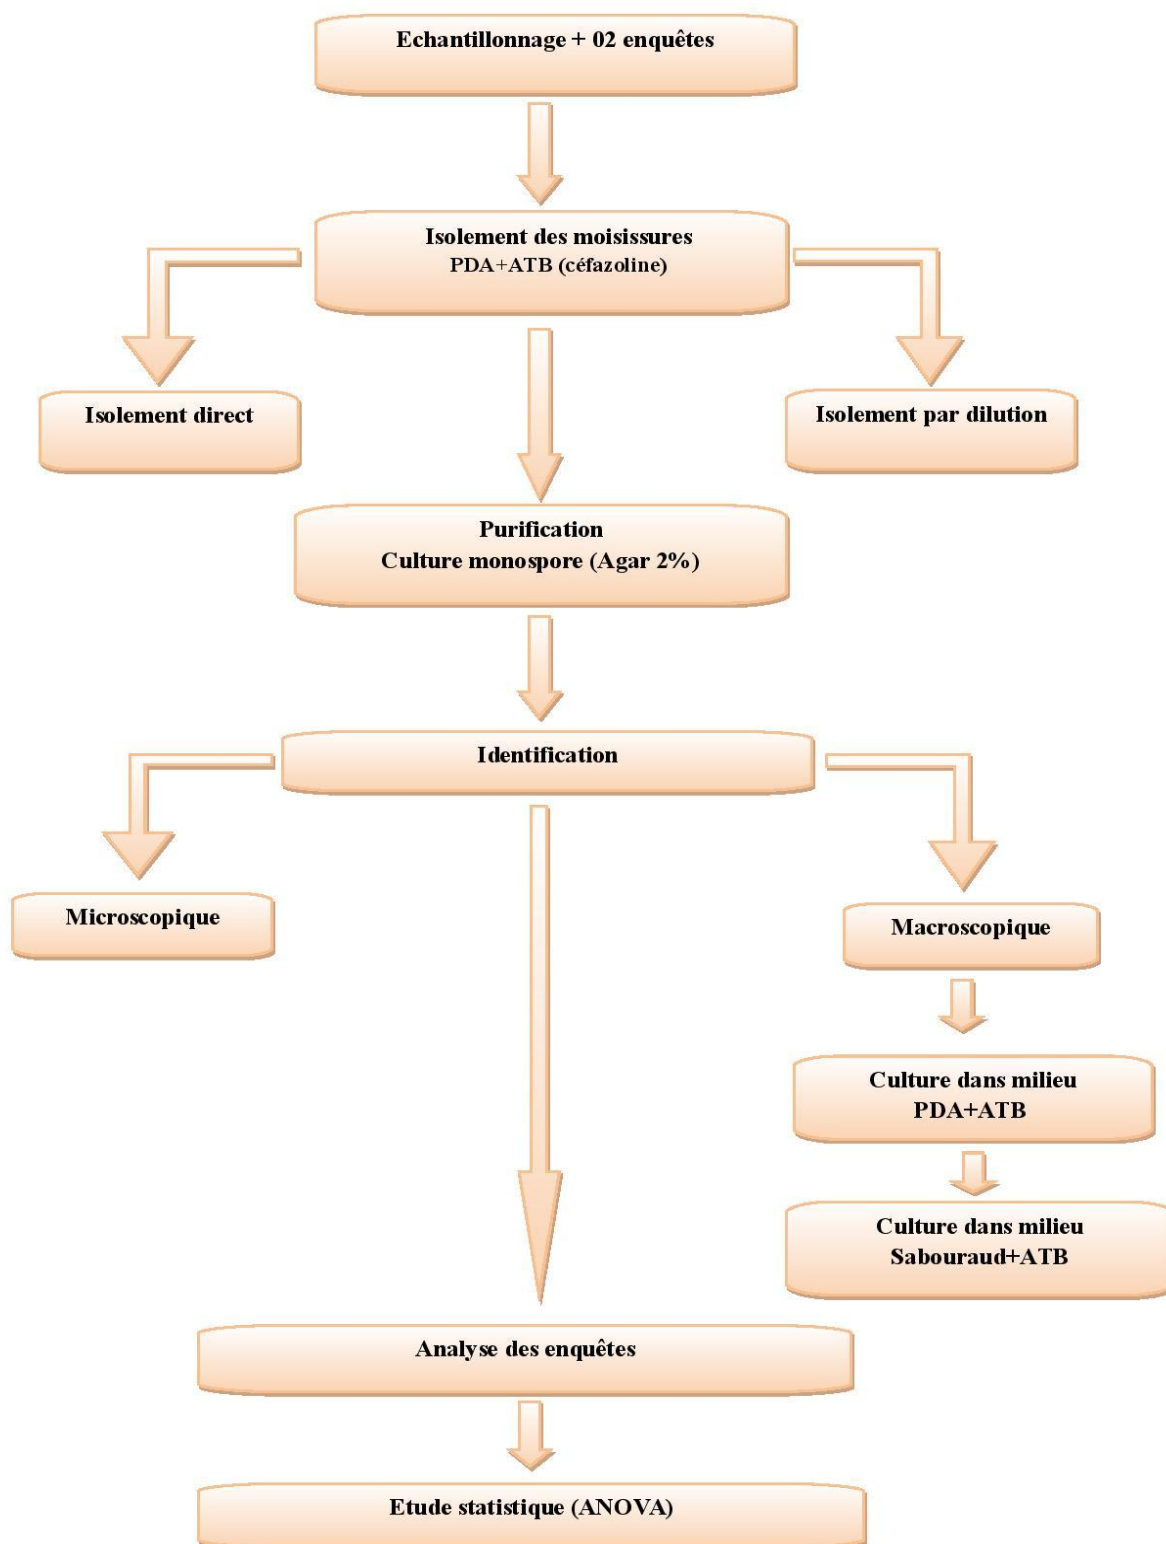 Echantillonnage + 02 enquêtes
Isolement des moisissures
PDA+ATB (céfazoline)
Isolement direct
Isolement par dilution
Purification
Culture monospore (Agar 2%)
Identification
Microscopique
Macroscopique
Culture dans milieu
PDA+ATB
Culture dans milieu
Sabouraud+ATB
Analyse des enquêtes
Etude statistique (ANOVA)